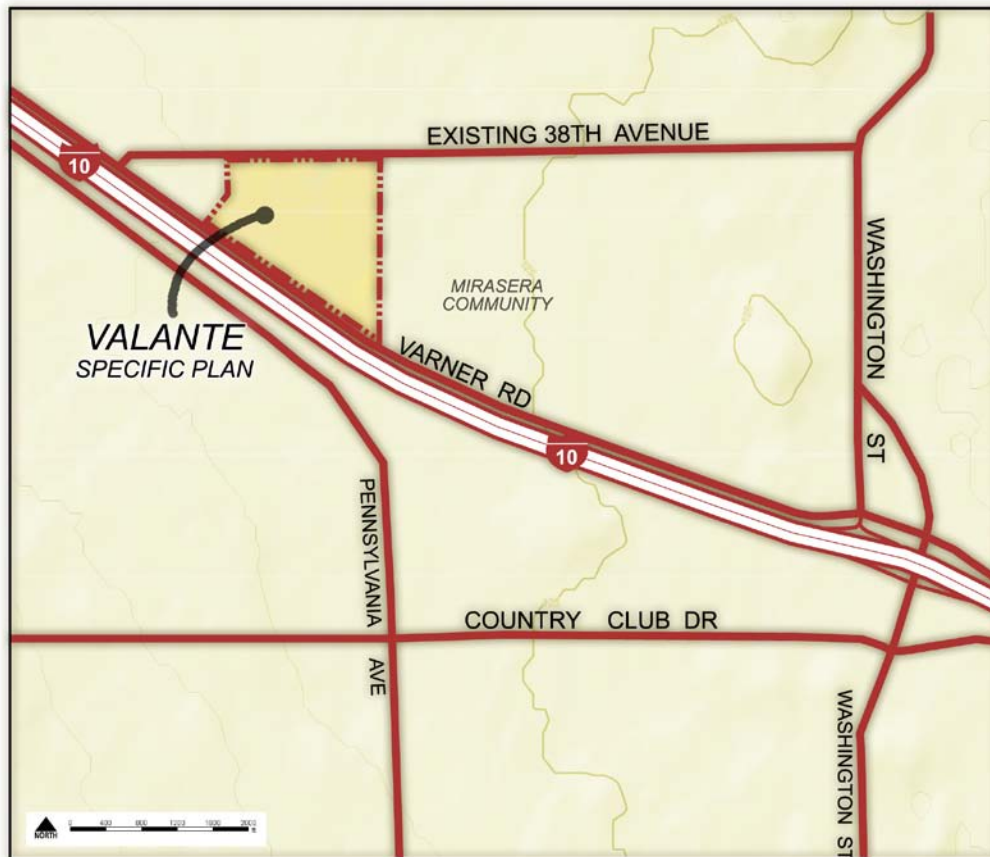 EXISTING 38TH AVENUE
10
WASHINGTON ST
MIRASERA
COMMUNITY
VALANTE
SPECIFIC PLAN
VARNER RD
10
PENNSYLVANIA AVE
COUNTRY CLUB DR
WASHINGTON ST
NORTH
0 400 800 1200 1600 2000